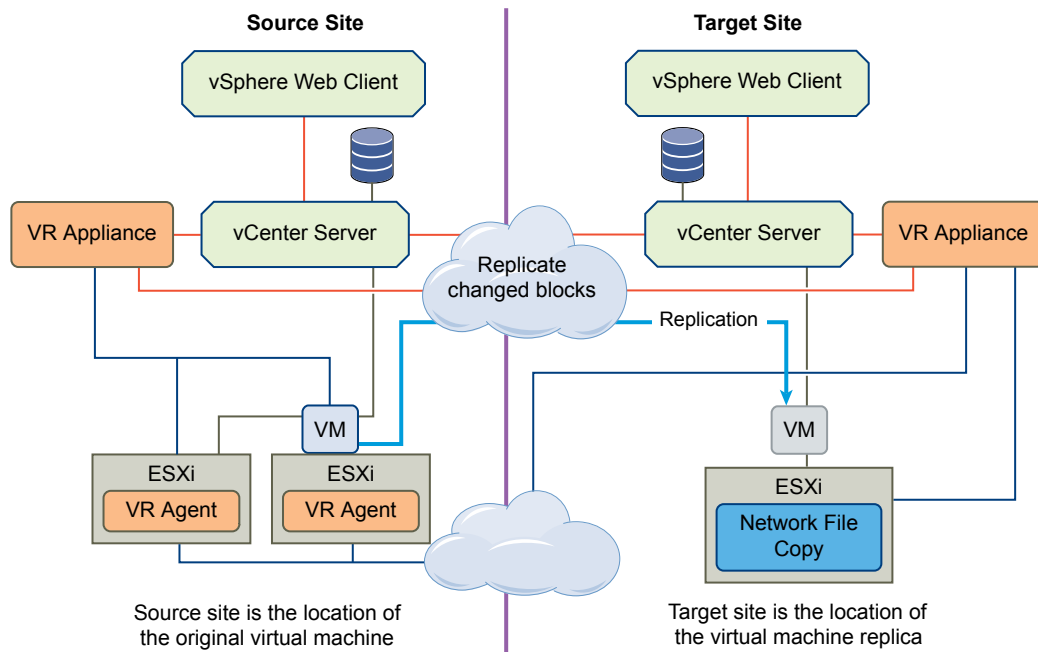 Source Site
Target Site
vSphere Web Client
vSphere Web Client
VR Appliance
vCenter Server
vCenter Server
VR Appliance
Replicate
changed blocks
Replication
VM
VM
ESXi
VR Agent
ESXi
VR Agent
ESXi
Network File
Copy
Source site is the location of
the original virtual machine
Target site is the location of
the virtual machine replica